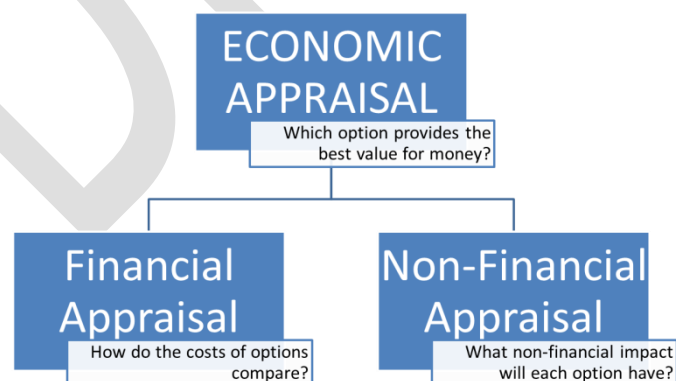 ECONOMIC
APPRAISAL
Which option provides the
best value for money?
Financial
Appraisal
How do the costs of options
compare?
Non-Financial
Appraisal
What non-financial impact
will each option have?